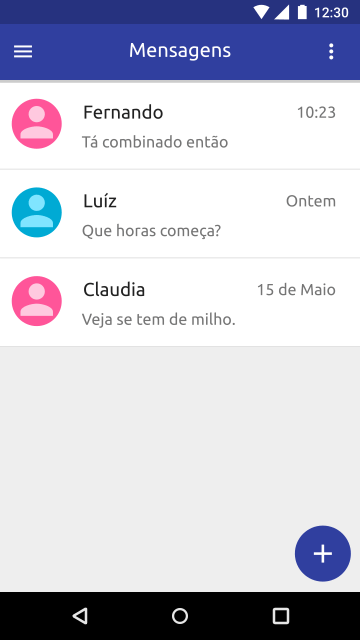 12:30
Mensagens
Fernando 10:23
Tá combinado então
Luíz Ontem
Que horas começa?
Claudia 15 de Maio
Veja se tem de milho.